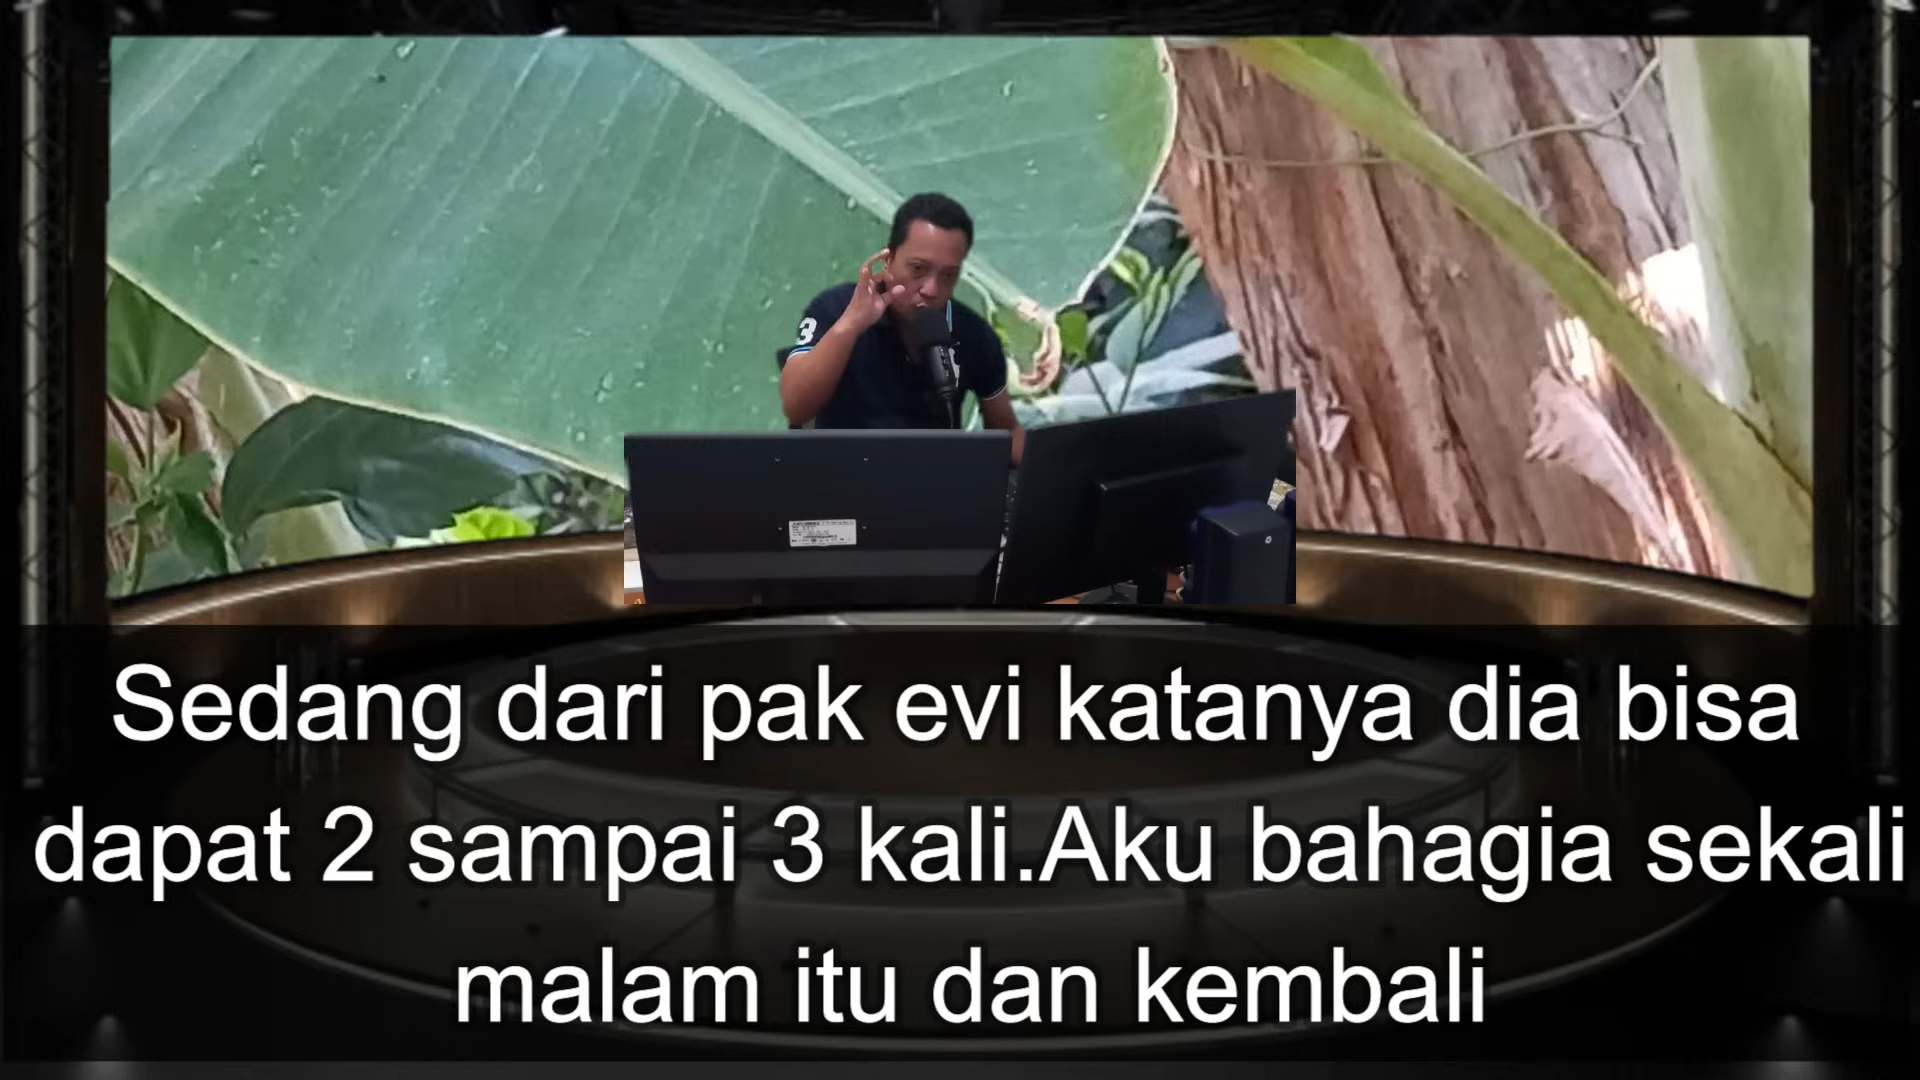 3
Sedang dari pak evi katanya dia bisa
dapat 2 sampai 3 kali.Aku bahagia sekali
malam itu dan kembali